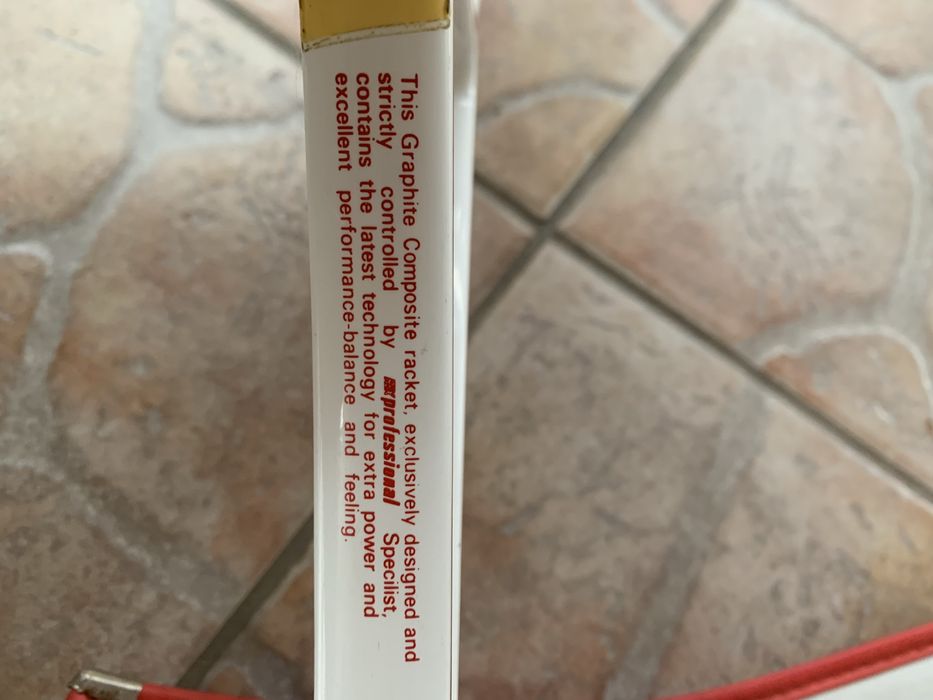 This Graphite Composite racket, exclusively designed and
strictly controlled by professional Specilist,
contains the latest technology for extra power and
excellent performance-balance and feeling.